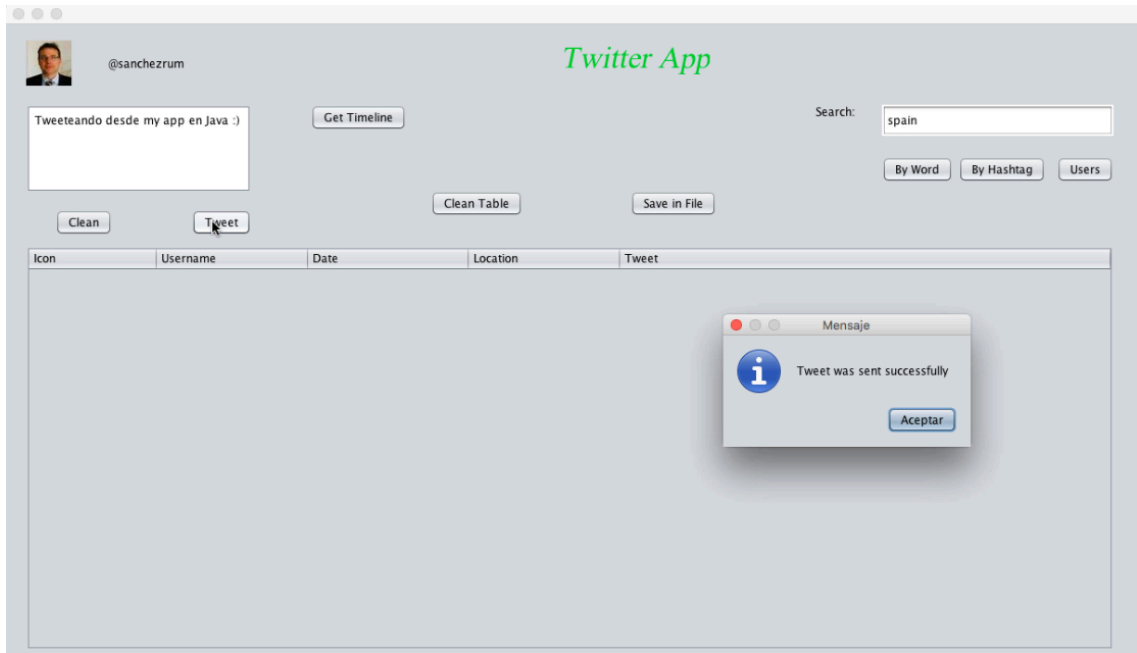 @sanchezrum
Twitter App
Tweeteando desde my app en Java :)
Get Timeline
Search:
spain
By Word By Hashtag Users
Clean Table Save in File
Clean Tweet
Icon Username Date Location Tweet
Mensaje
Tweet was sent successfully
Aceptar